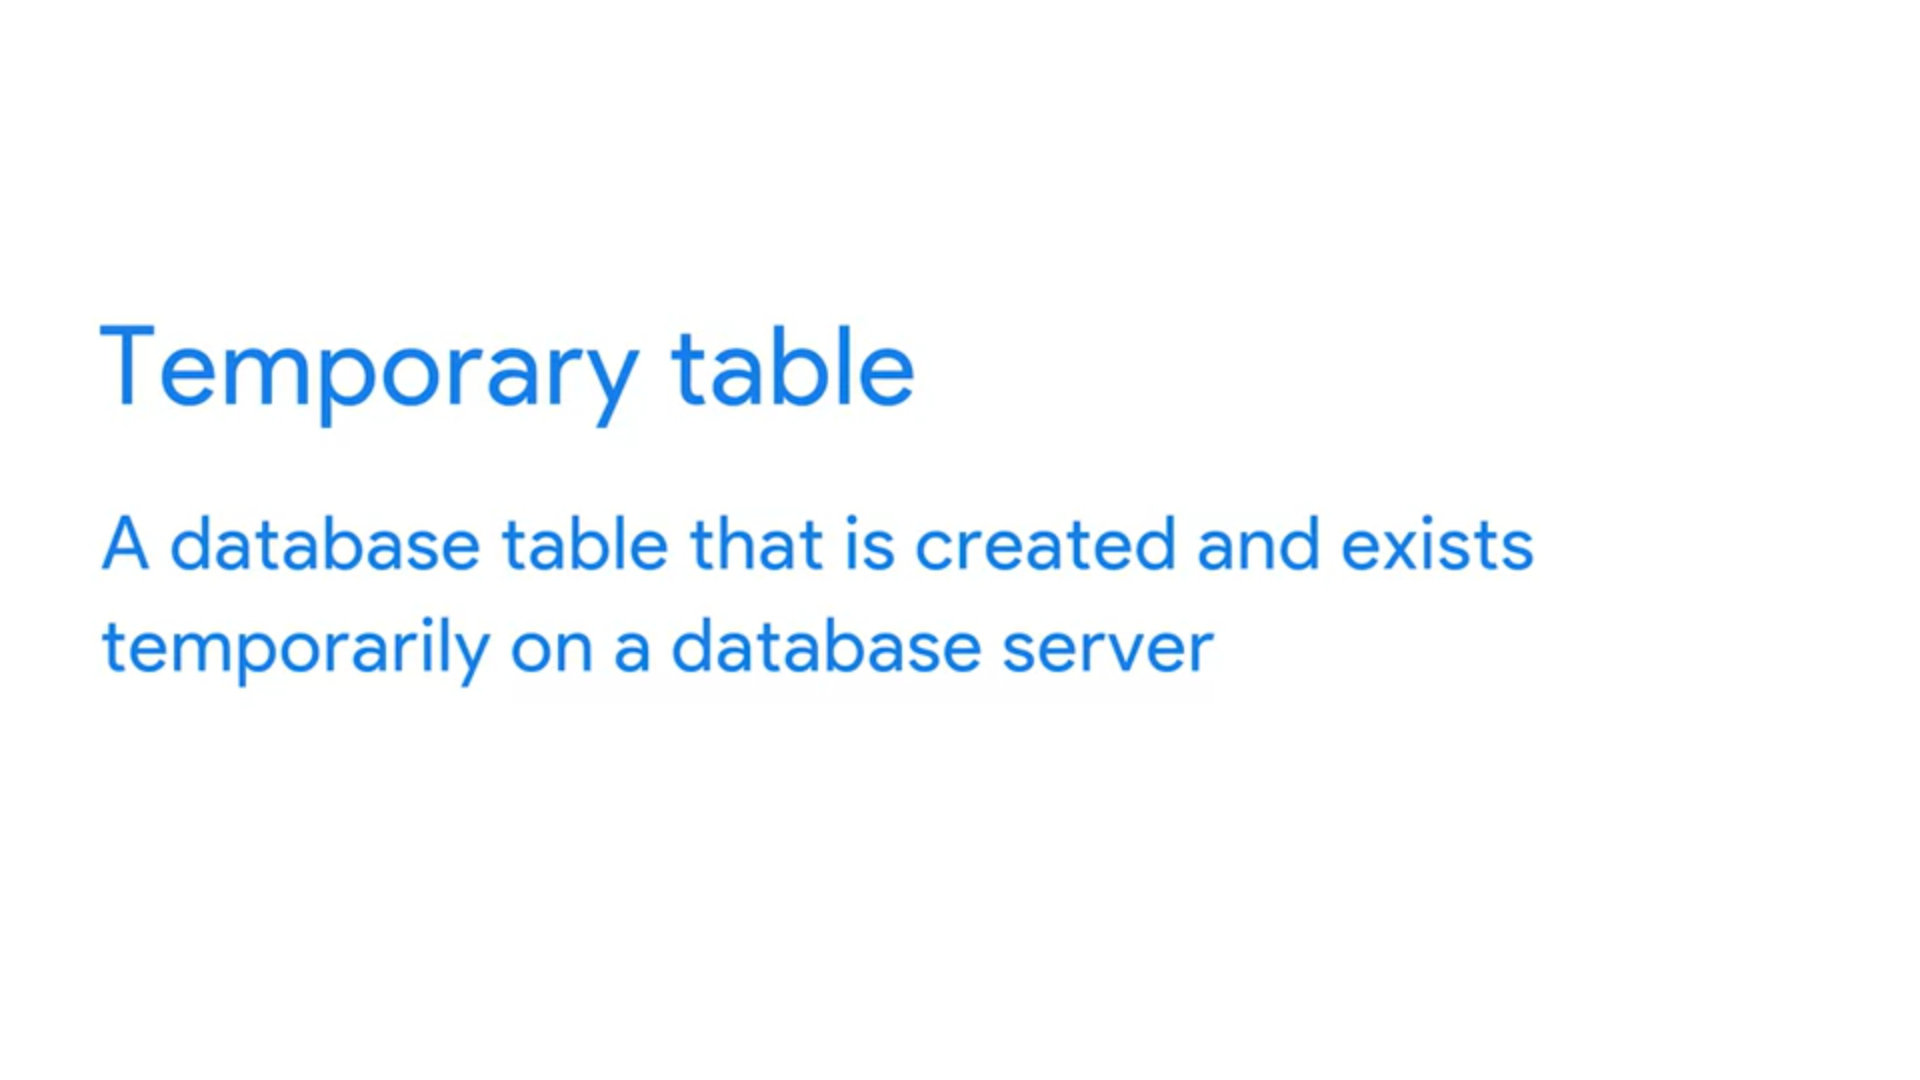 Temporary table
A database table that is created and exists
temporarily on a database server